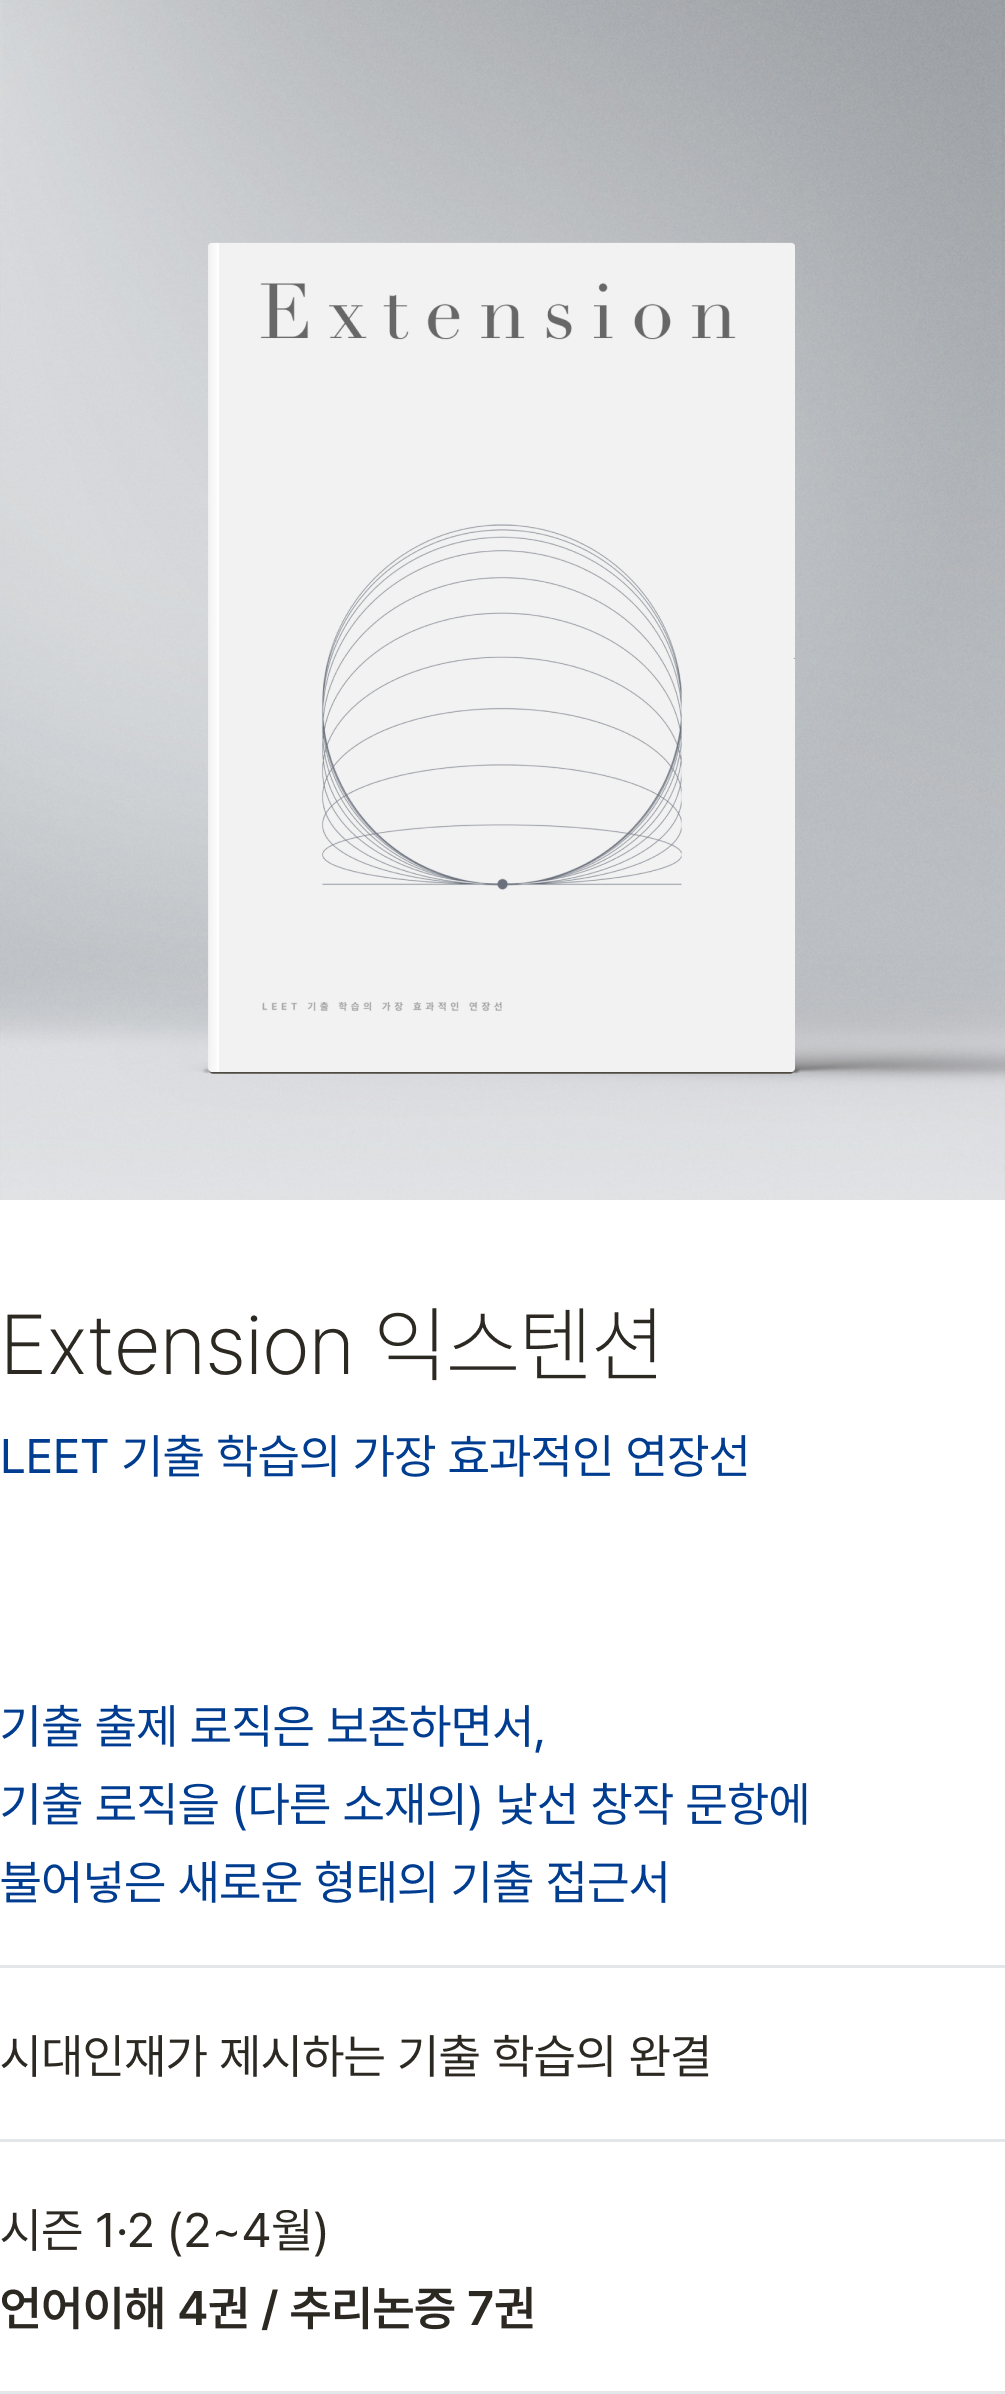 Extension
LEET 기출 학습의 가장 효과적인 연장선
Extension 익스텐션
LEET 기출 학습의 가장 효과적인 연장선
기출 출제 로직은 보존하면서,
기출 로직을 (다른 소재의) 낯선 창작 문항에
불어넣은 새로운 형태의 기출 접근서
시대인재가 제시하는 기출 학습의 완결
시즌 1·2 (2~4월)
언어이해 4권 / 추리논증 7권